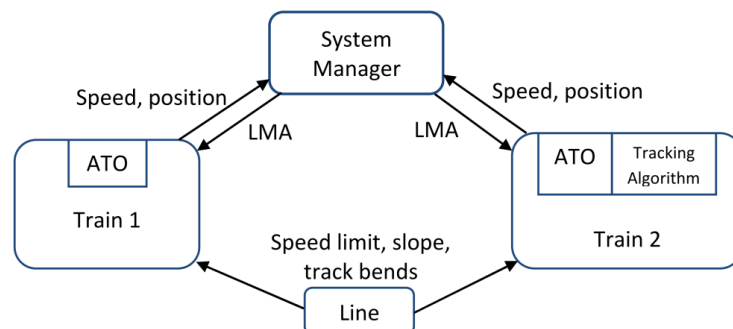 System
Manager
Speed, position
Speed, position
LMA
LMA
ATO
Train 1
ATO
Tracking
Algorithm
Train 2
Speed limit, slope,
track bends
Line